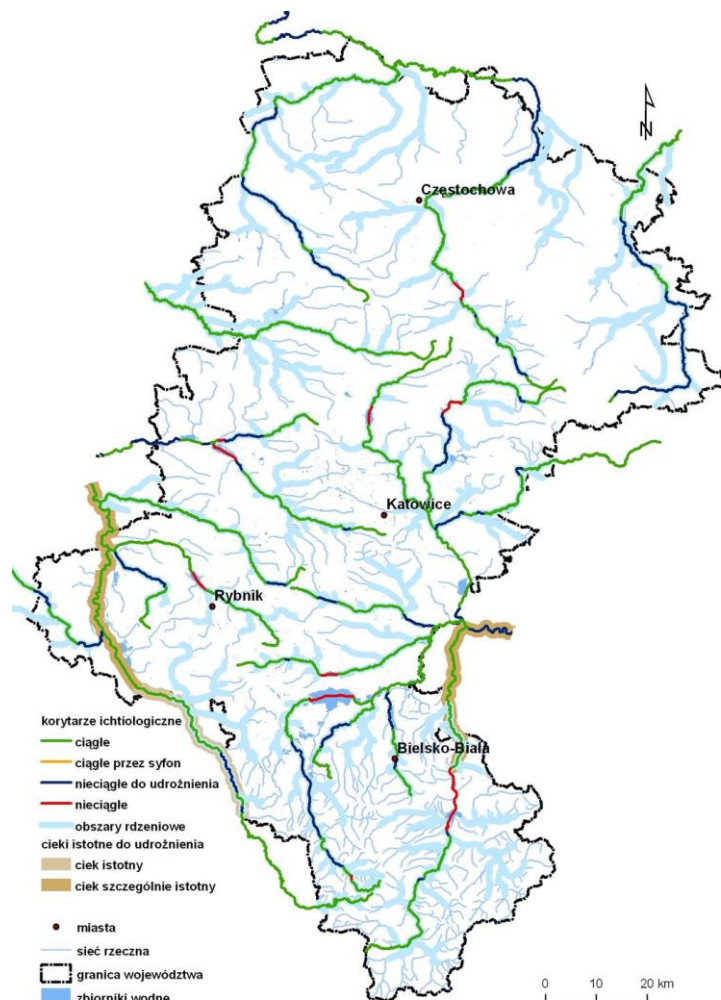 N
Częstochowa
Katowice
Rybnik
Bielsko-Biała
korytarze ichtiologiczne
ciągłe
ciągłe przez syfon
nieciągłe do udrożnienia
nieciągłe
obszary rdzeniowe
cieki istotne do udrożnienia
ciek istotny
ciek szczególnie istotny
miasta
sieć rzeczna
granica województwa
zbiorniki wodne
0 10 20 km